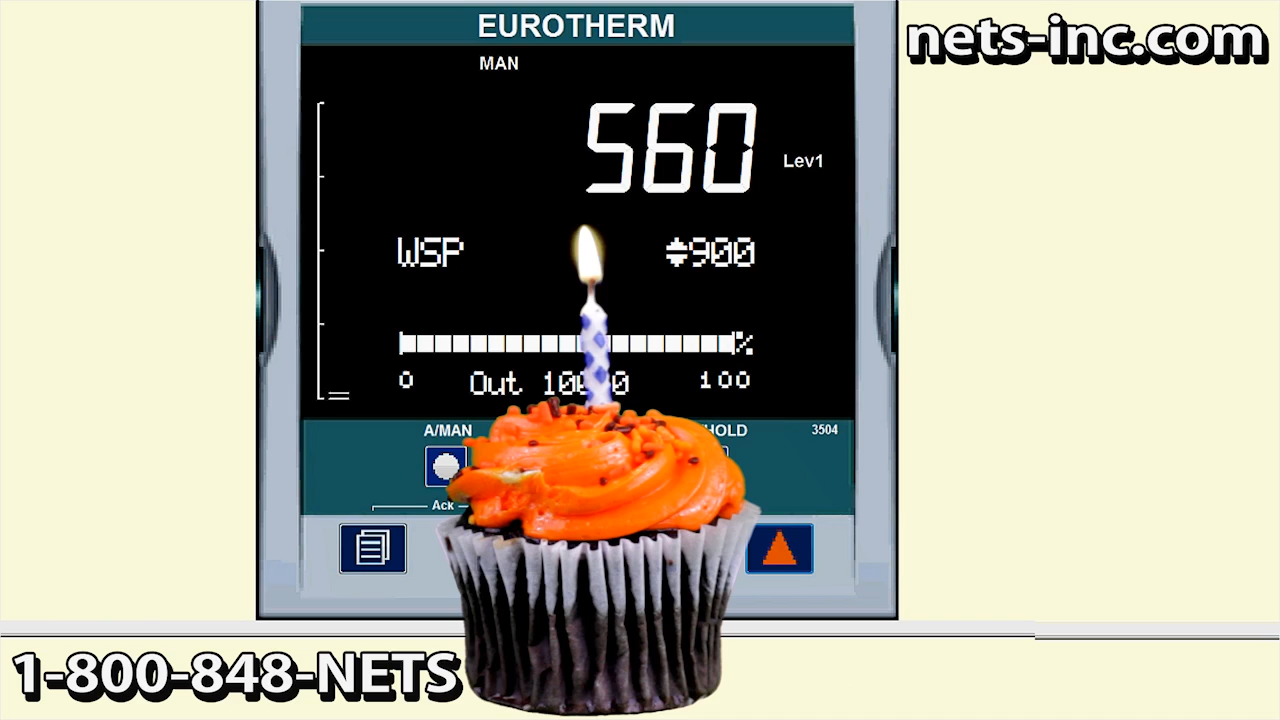 EUROTHERM
nets-inc.com
MAN
560
Lev1
WSP
900
%
0
Out
100
A/MAN
HOLD
3504
Ack
1-800-848-NETS